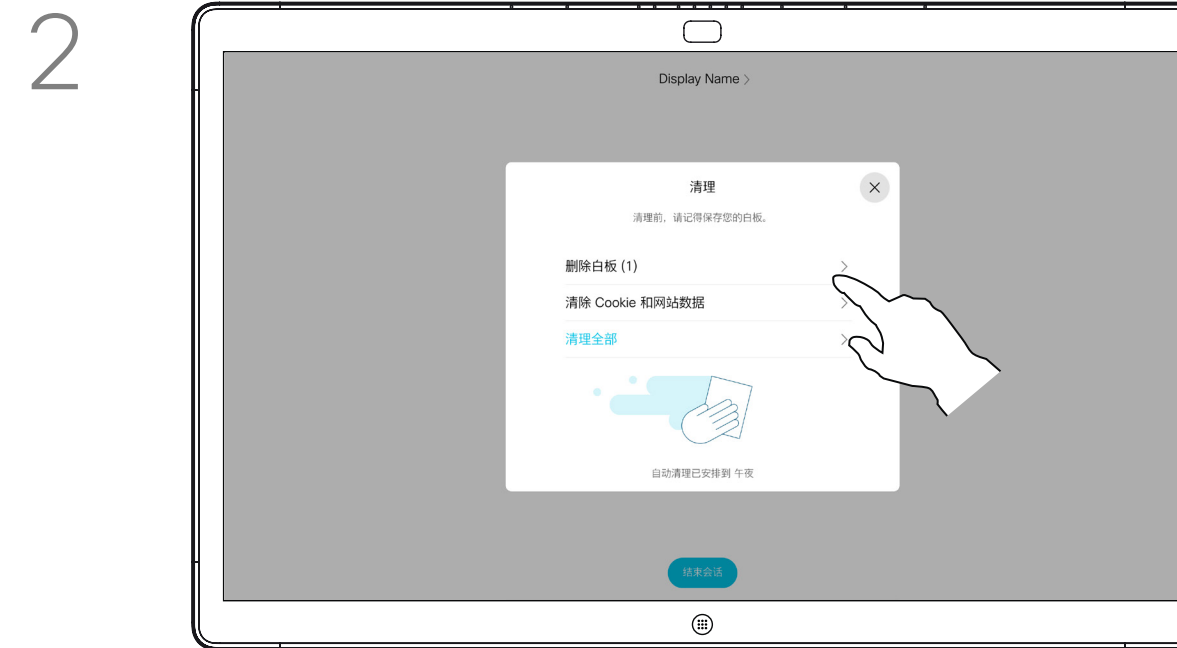 2
Display Name
清理
清理前，请记得保存您的白板。
删除白板 (1)
清除 Cookie 和网站数据
清理全部
自动清理已安排到 午夜
结束会话